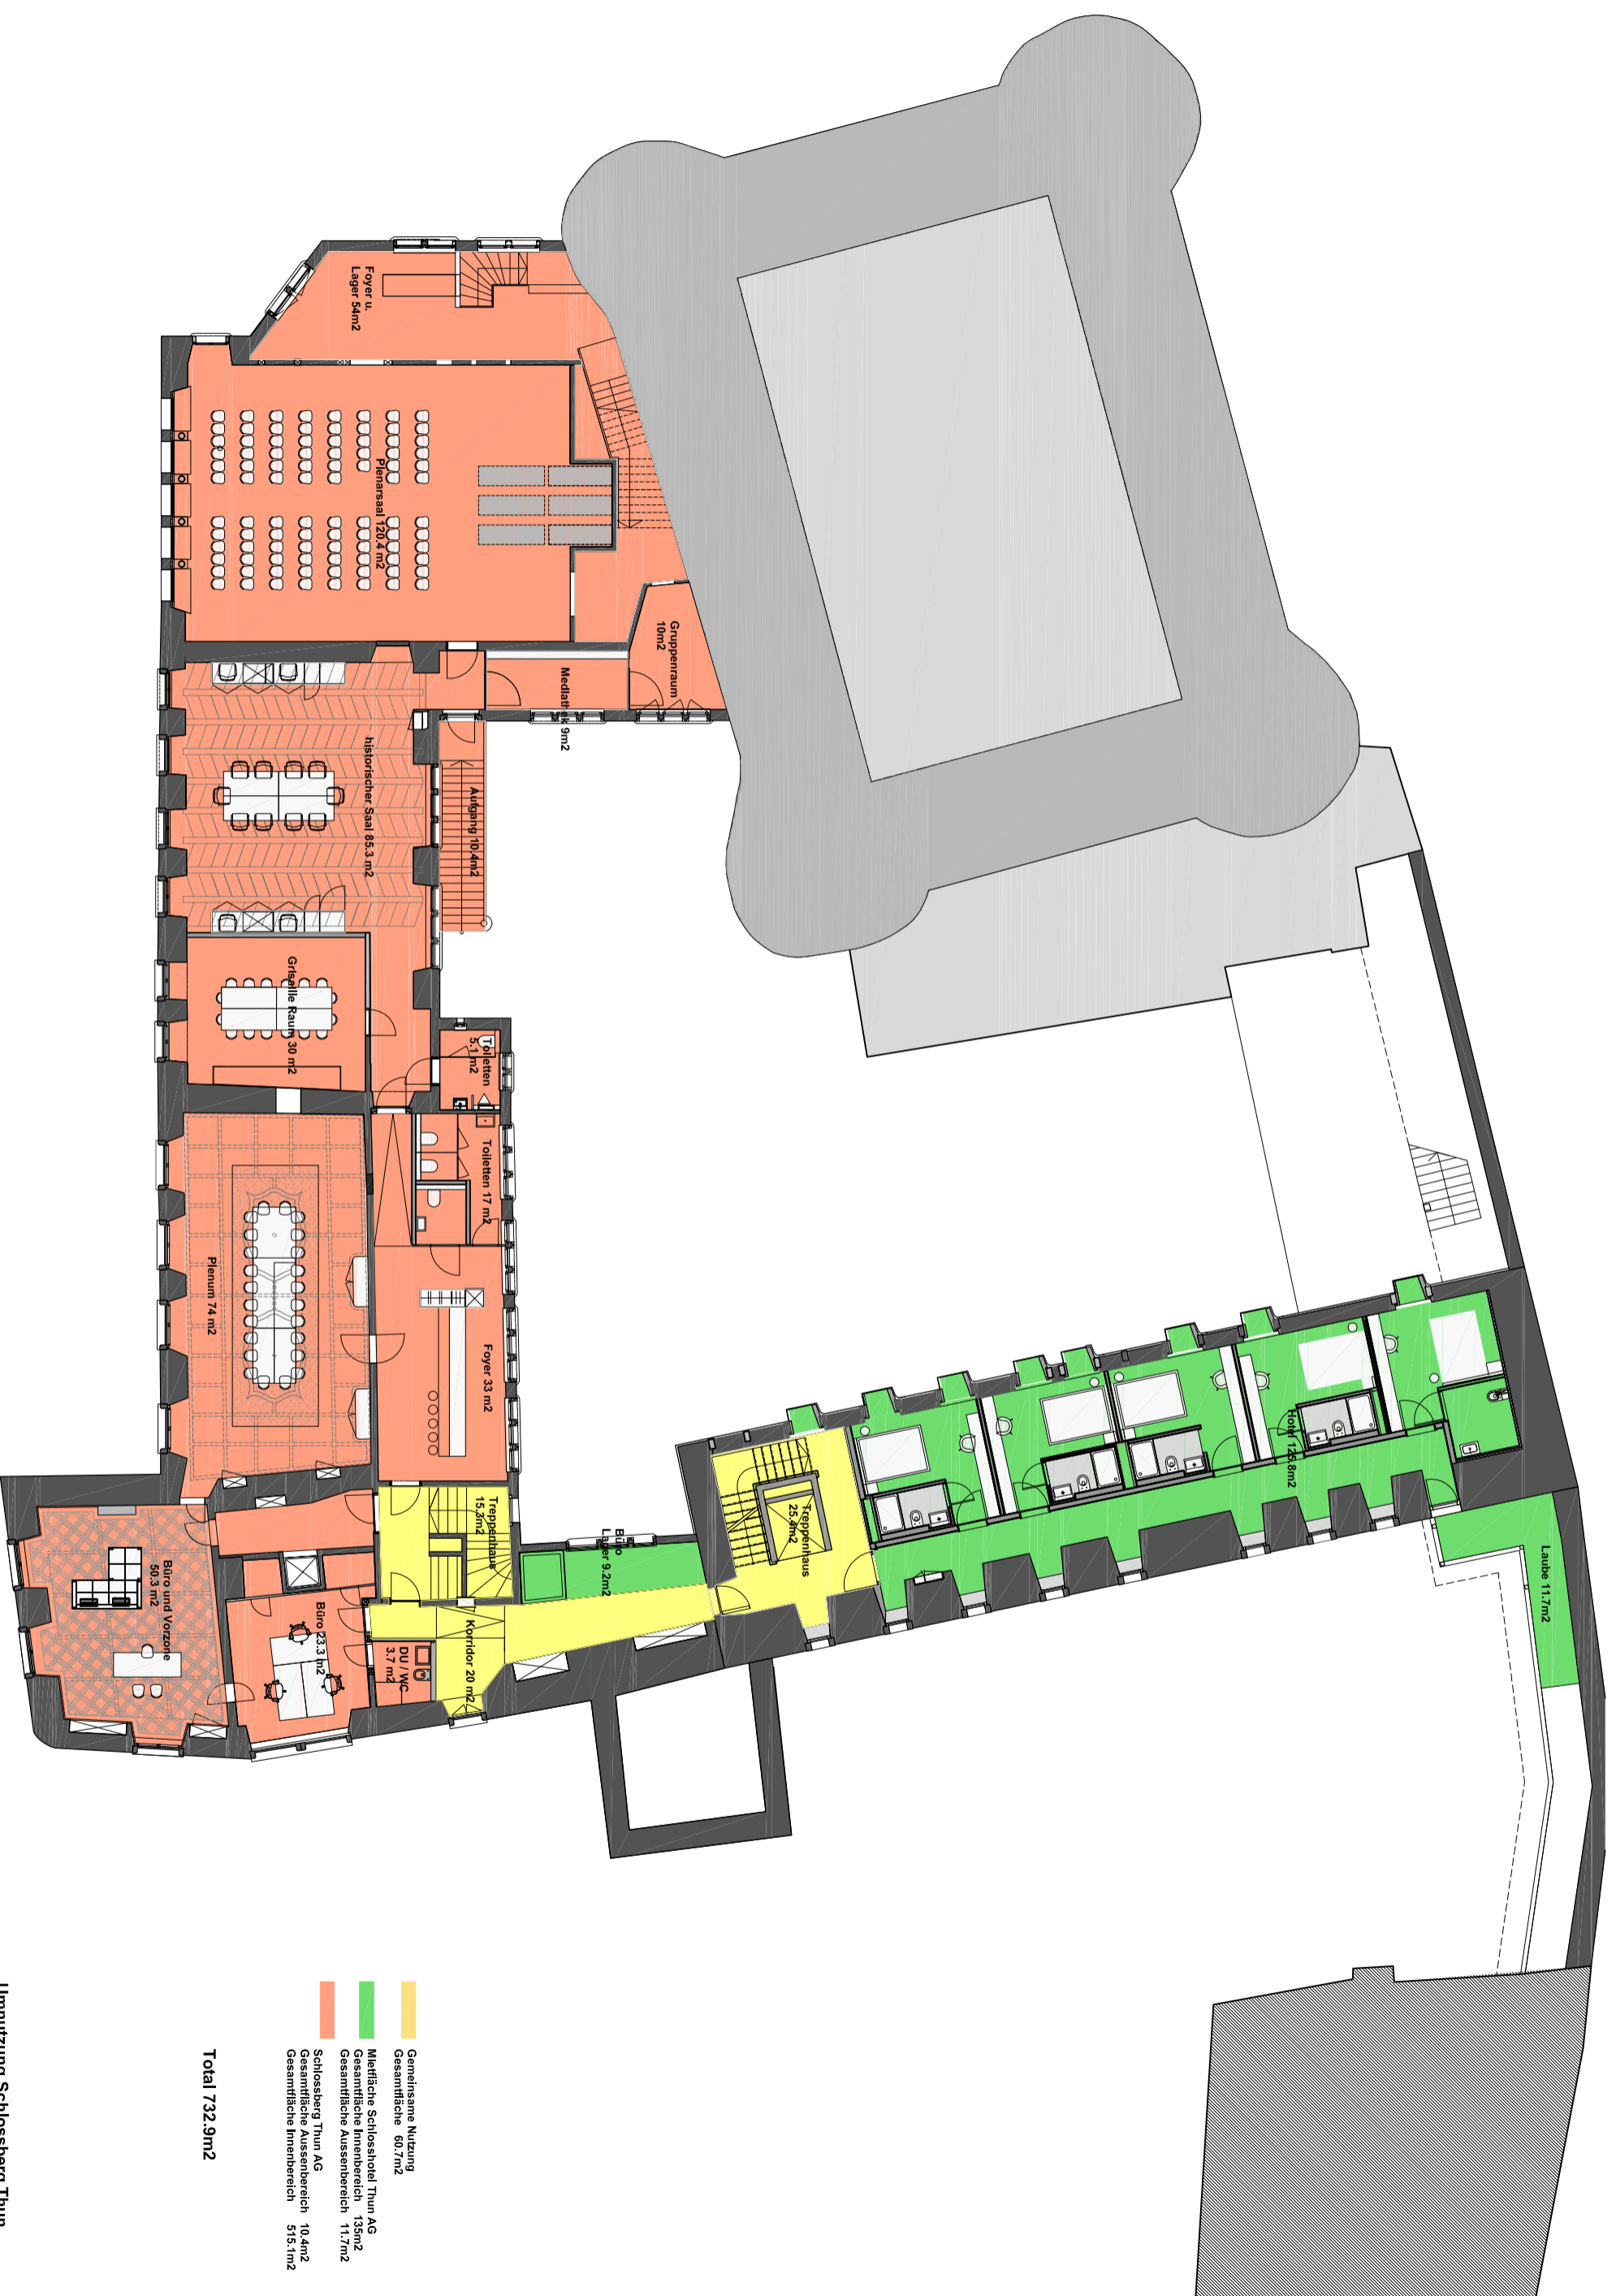 Foyer u.
Lager 54m2
Plenarsaal 120.4 m2
Gruppenraum
10m2
Mediathek 9m2
historischer Saal 85.3 m2
Aufgang 10.4m2
Grisaille Raum 30 m2
Toiletten
5.1 m2
Toiletten 17 m2
Plenum 74 m2
Foyer 33 m2
Treppenhaus
15.3m2
Büro
Lager 9.2m2
Treppenhaus
25.4m2
Hotel 125.8m2
Laube 11.7m2
Korridor 20 m2
DU / WC
3.7 m2
Büro 23.3 m2
Büro und Vorzone
50.3 m2
Gemeinsame Nutzung
Gesamtfläche 60.7m2
Mietfläche Schlosshotel Thun AG
Gesamtfläche Innenbereich 135m2
Gesamtfläche Aussenbereich 11.7m2
Schlossberg Thun AG
Gesamtfläche Aussenbereich 10.4m2
Gesamtfläche Innenbereich 515.1m2
Total 732.9m2
Umnutzung Schlossberg Thun